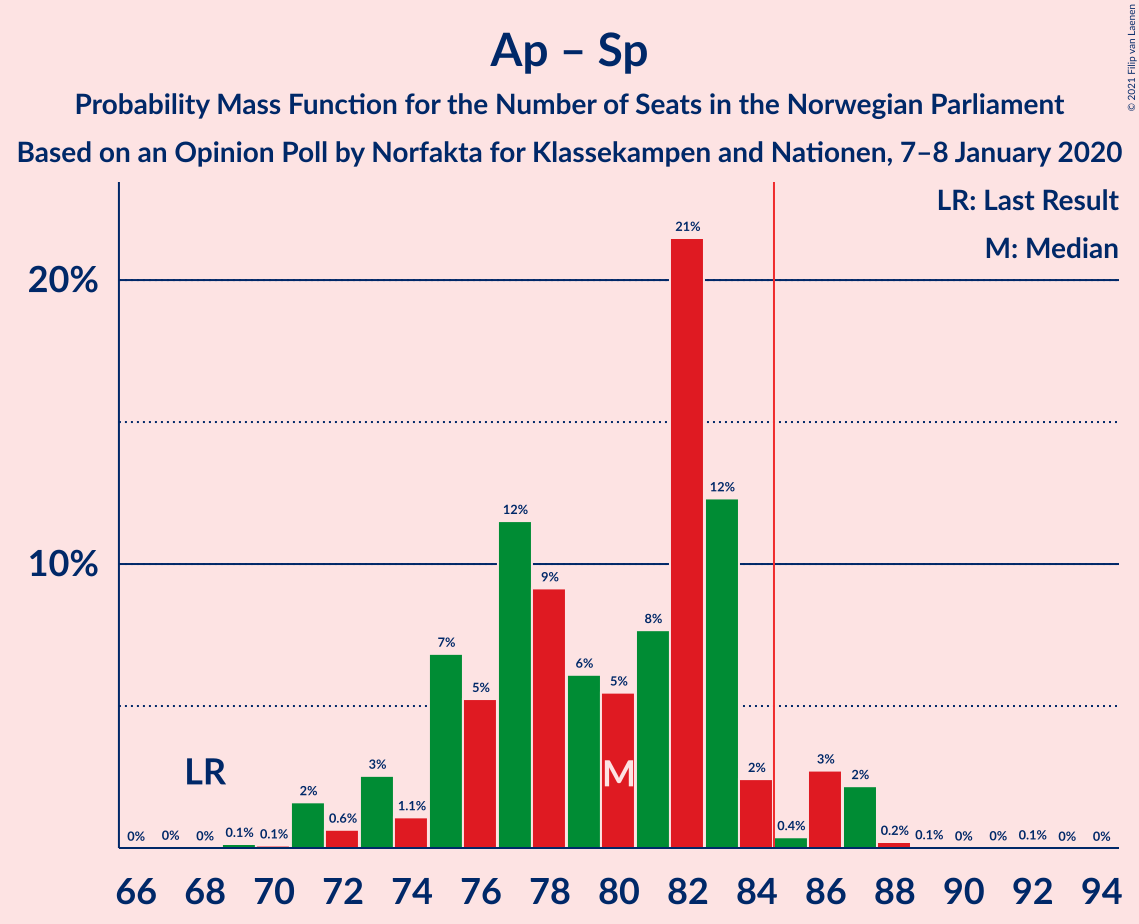 Ap – Sp
Probability Mass Function for the Number of Seats in the Norwegian Parliament
Based on an Opinion Poll by Norfakta for Klassekampen and Nationen, 7–8 January 2020
© 2021 Filip van Laenen
LR: Last Result
M: Median
20%
10%
0% 0% 0% 0.1% 0.1% 2% 0.6% 3% 1.1% 7% 5% 12% 9% 6% 5% 8% 21% 12% 2% 0.4% 3% 2% 0.2% 0.1% 0% 0% 0.1% 0% 0%
LR
M
66 68 70 72 74 76 78 80 82 84 86 88 90 92 94